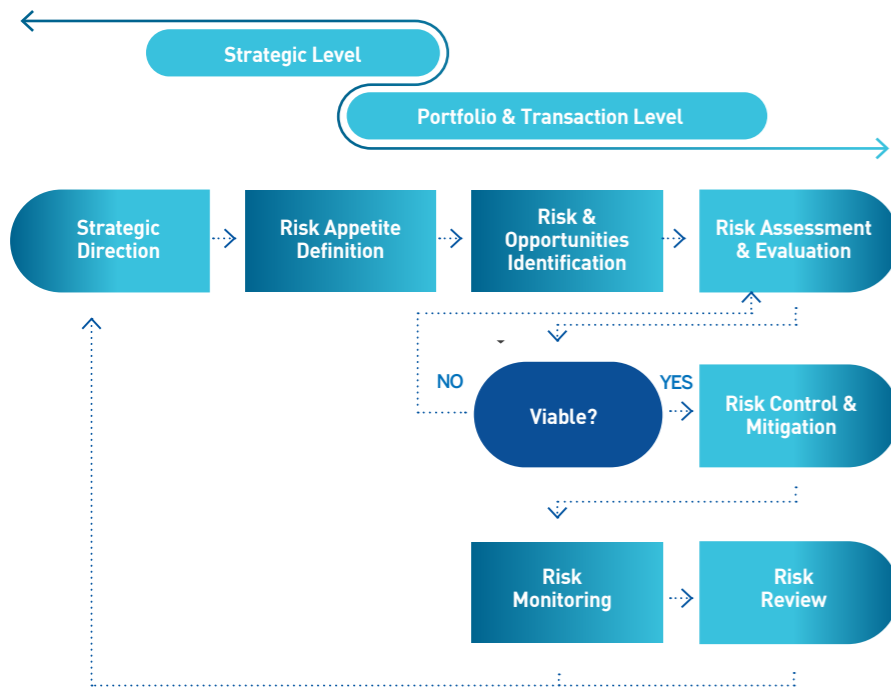 Strategic Level
Portfolio & Transaction Level
Strategic
Direction
Risk Appetite
Definition
Risk &
Opportunities
Identification
Risk Assessment
& Evaluation
NO
Viable?
YES
Risk Control &
Mitigation
Risk
Monitoring
Risk
Review